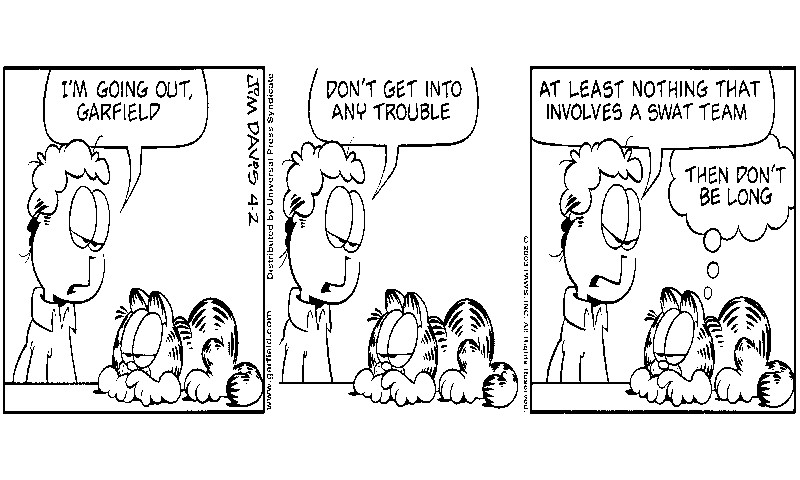 I'M GOING OUT,
GARFIELD
JIM DAVIS 4-2
www.garfield.com
Distributed by Universal Press Syndicate
DON'T GET INTO
ANY TROUBLE
AT LEAST NOTHING THAT
INVOLVES A SWAT TEAM
THEN DON'T
BE LONG